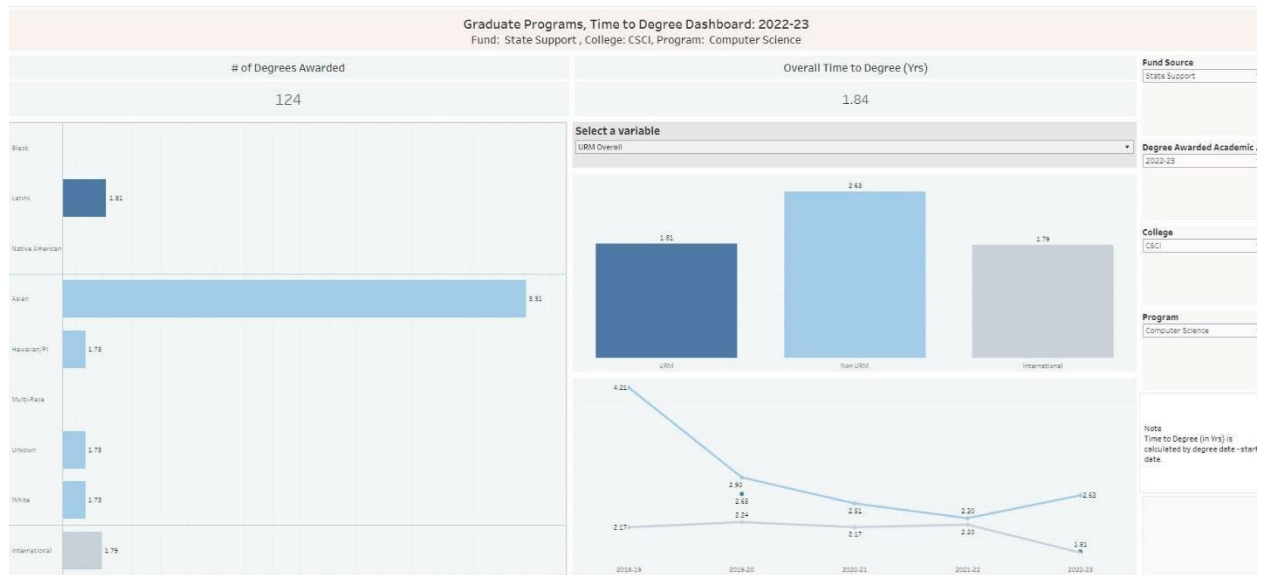 Graduate Programs, Time to Degree Dashboard: 2022-23
Fund: State Support , College: CSCI, Program: Computer Science
# of Degrees Awarded
124
Overall Time to Degree (Yrs)
1.84
Black
Latinx
1.81
Native American
Asian
3.31
Hawaiian/PI
1.73
Multi-Race
Unkown
1.73
White
1.73
International
1.79
Select a variable
URM Overall
1.81
2.63
1.79
URM
Non URM
International
4.21
2.90
2.65
2.24
2.17
2.51
2.17
2.30
2.20
2.63
1.81
2018-19
2019-20
2020-21
2021-22
2022-23
Fund Source
State Support
Degree Awarded Academic
2022-23
College
CSCI
Program
Computer Science
Note
Time to Degree (in Yrs) is
calculated by degree date - start
date.